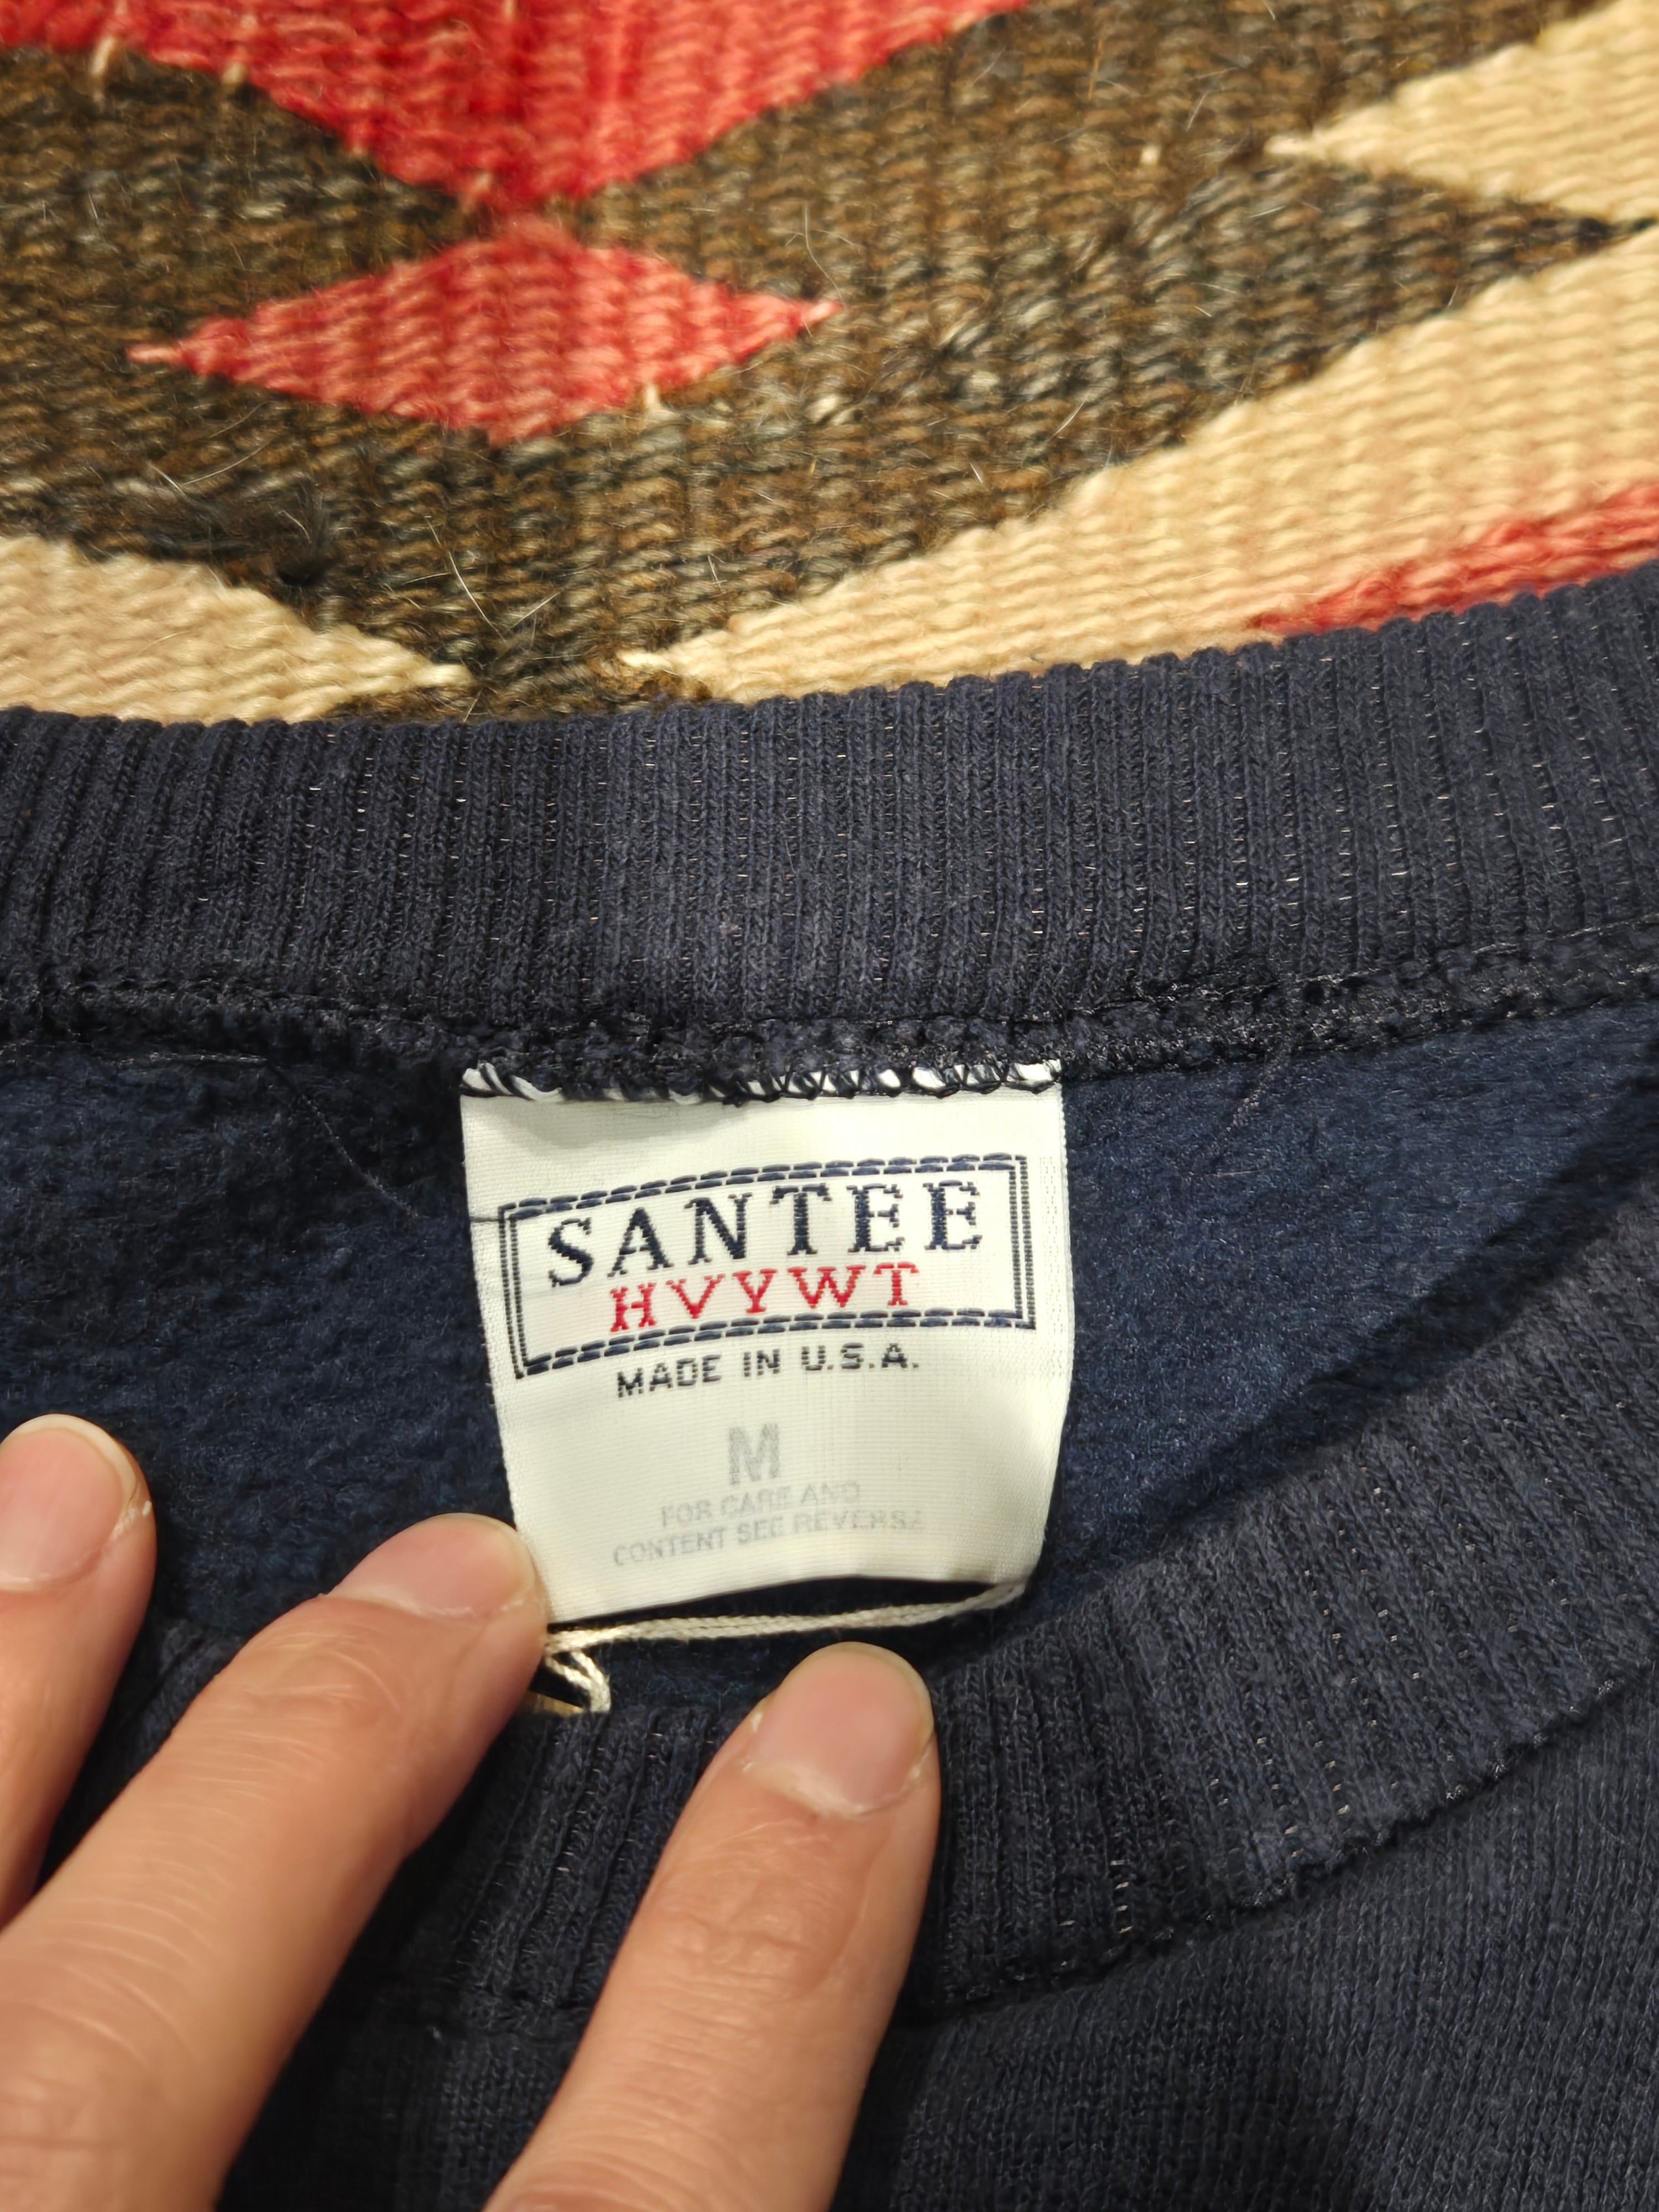 SANTEE
HVYWT
MADE IN U.S.A.
M
FOR CARE AND
CONTENT SEE REVERSE